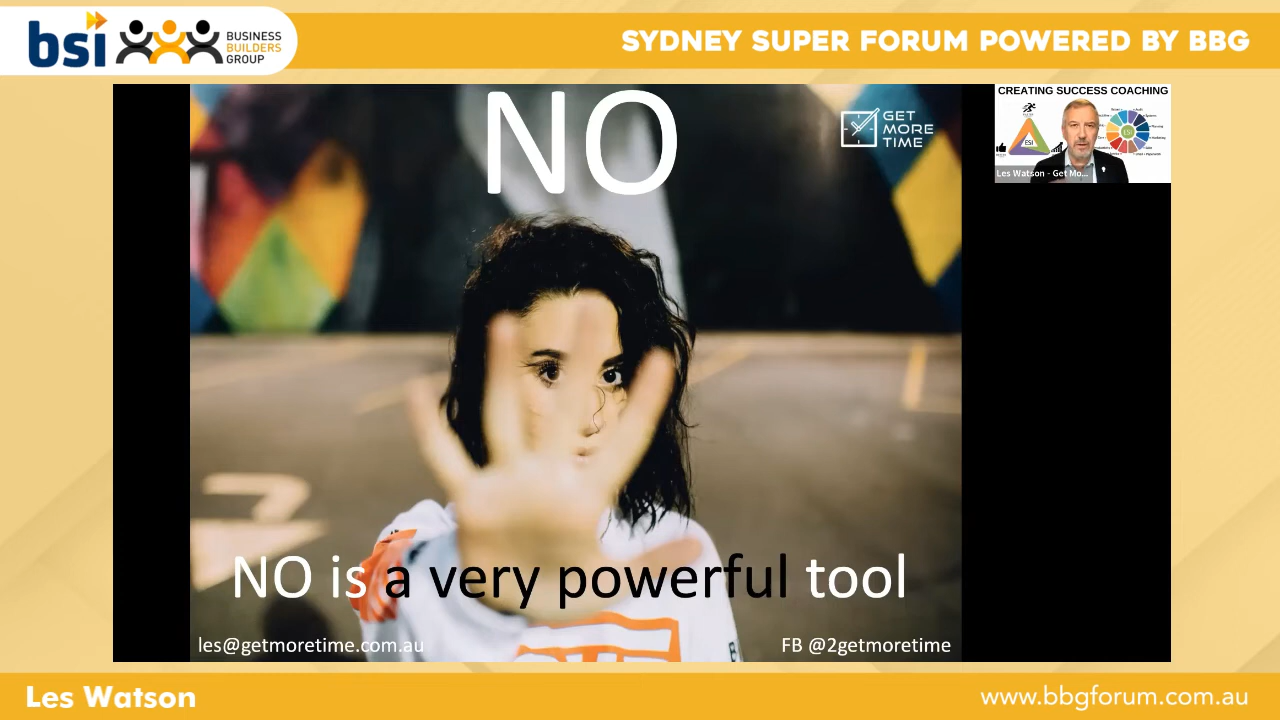 bsi
BUSINESS
BUILDERS
GROUP
SYDNEY SUPER FORUM POWERED BY BBG
NO
GET
MORE
TIME
CREATING SUCCESS COACHING
ESI
ESI
Les Watson - Get Mo...
NO is a very powerful tool
les@getmoretime.com.au
FB @2getmoretime
Les Watson
www.bbgforum.com.au